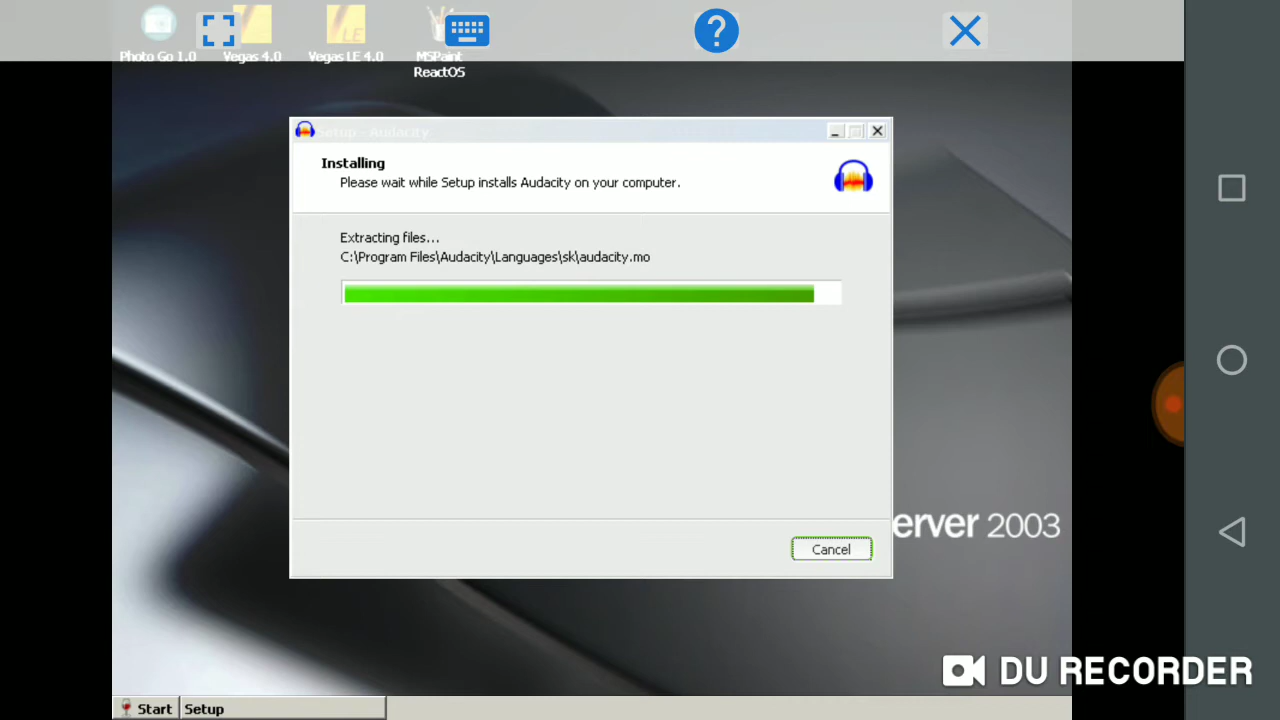 Photo Go 1.0
Vegas 4.0
Vegas LE 4.0
MSPaint
ReactOS
Setup - Audacity
Installing
Please wait while Setup installs Audacity on your computer.
Extracting files...
C:\Program Files\Audacity\Languages\sk\audacity.mo
erver 2003
Cancel
DU RECORDER
Start
Setup